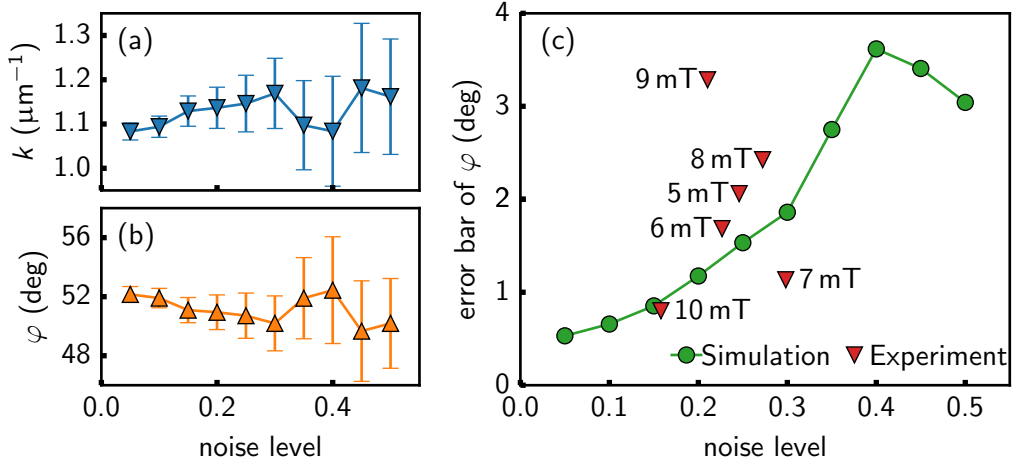 (a)
k (μm⁻¹)
1.3
1.2
1.1
1.0
(b)
φ (deg)
56
52
48
0.0 0.2 0.4
noise level
(c)
error bar of φ (deg)
4
3
2
1
0
9 mT
8 mT
5 mT
6 mT
7 mT
10 mT
Simulation Experiment
0.0 0.1 0.2 0.3 0.4 0.5
noise level